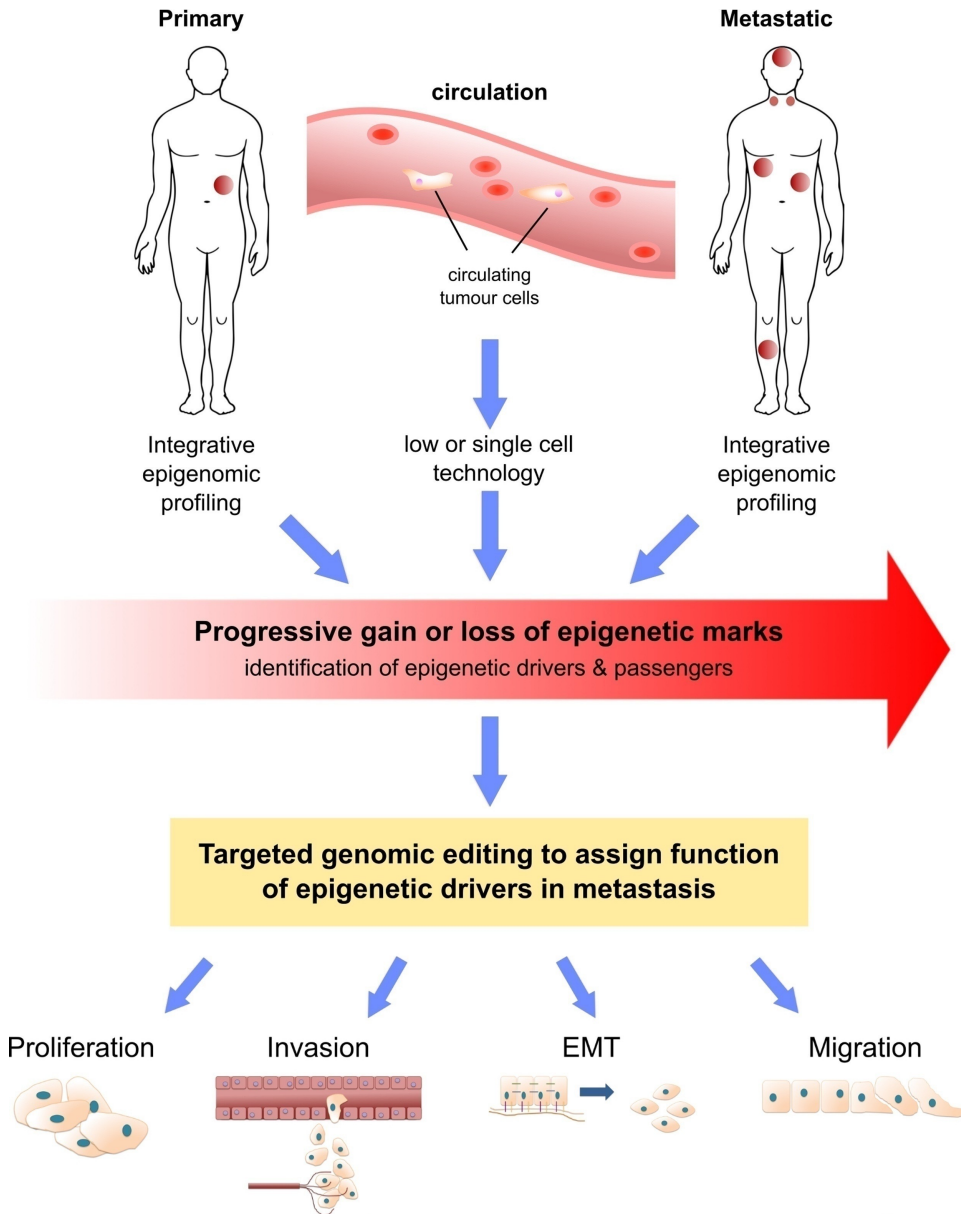 Primary
Metastatic
circulation
circulating
tumour cells
Integrative
epigenomic
profiling
low or single cell
technology
Integrative
epigenomic
profiling
Progressive gain or loss of epigenetic marks
identification of epigenetic drivers & passengers
Targeted genomic editing to assign function
of epigenetic drivers in metastasis
Proliferation
Invasion
EMT
Migration